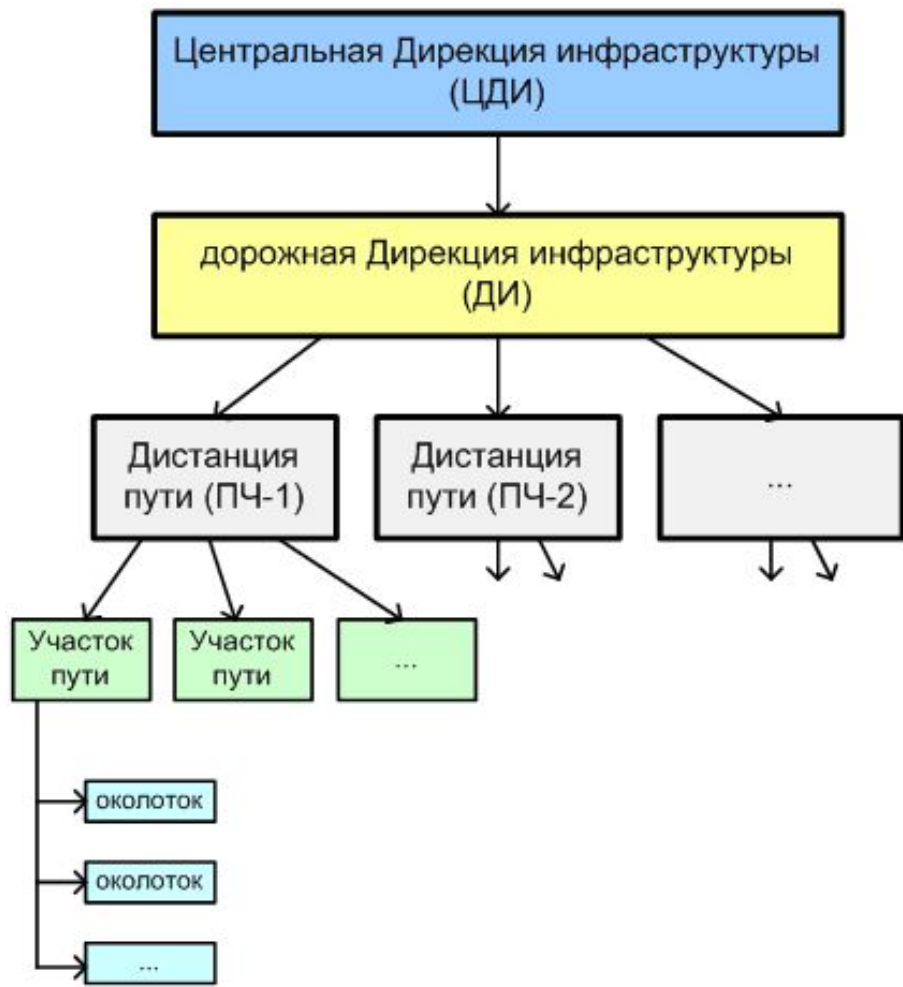 Центральная Дирекция инфраструктуры
(ЦДИ)
дорожная Дирекция инфраструктуры
(ДИ)
Дистанция
пути (ПЧ-1)
Дистанция
пути (ПЧ-2)
...
Участок
пути
Участок
пути
...
околоток
околоток
...